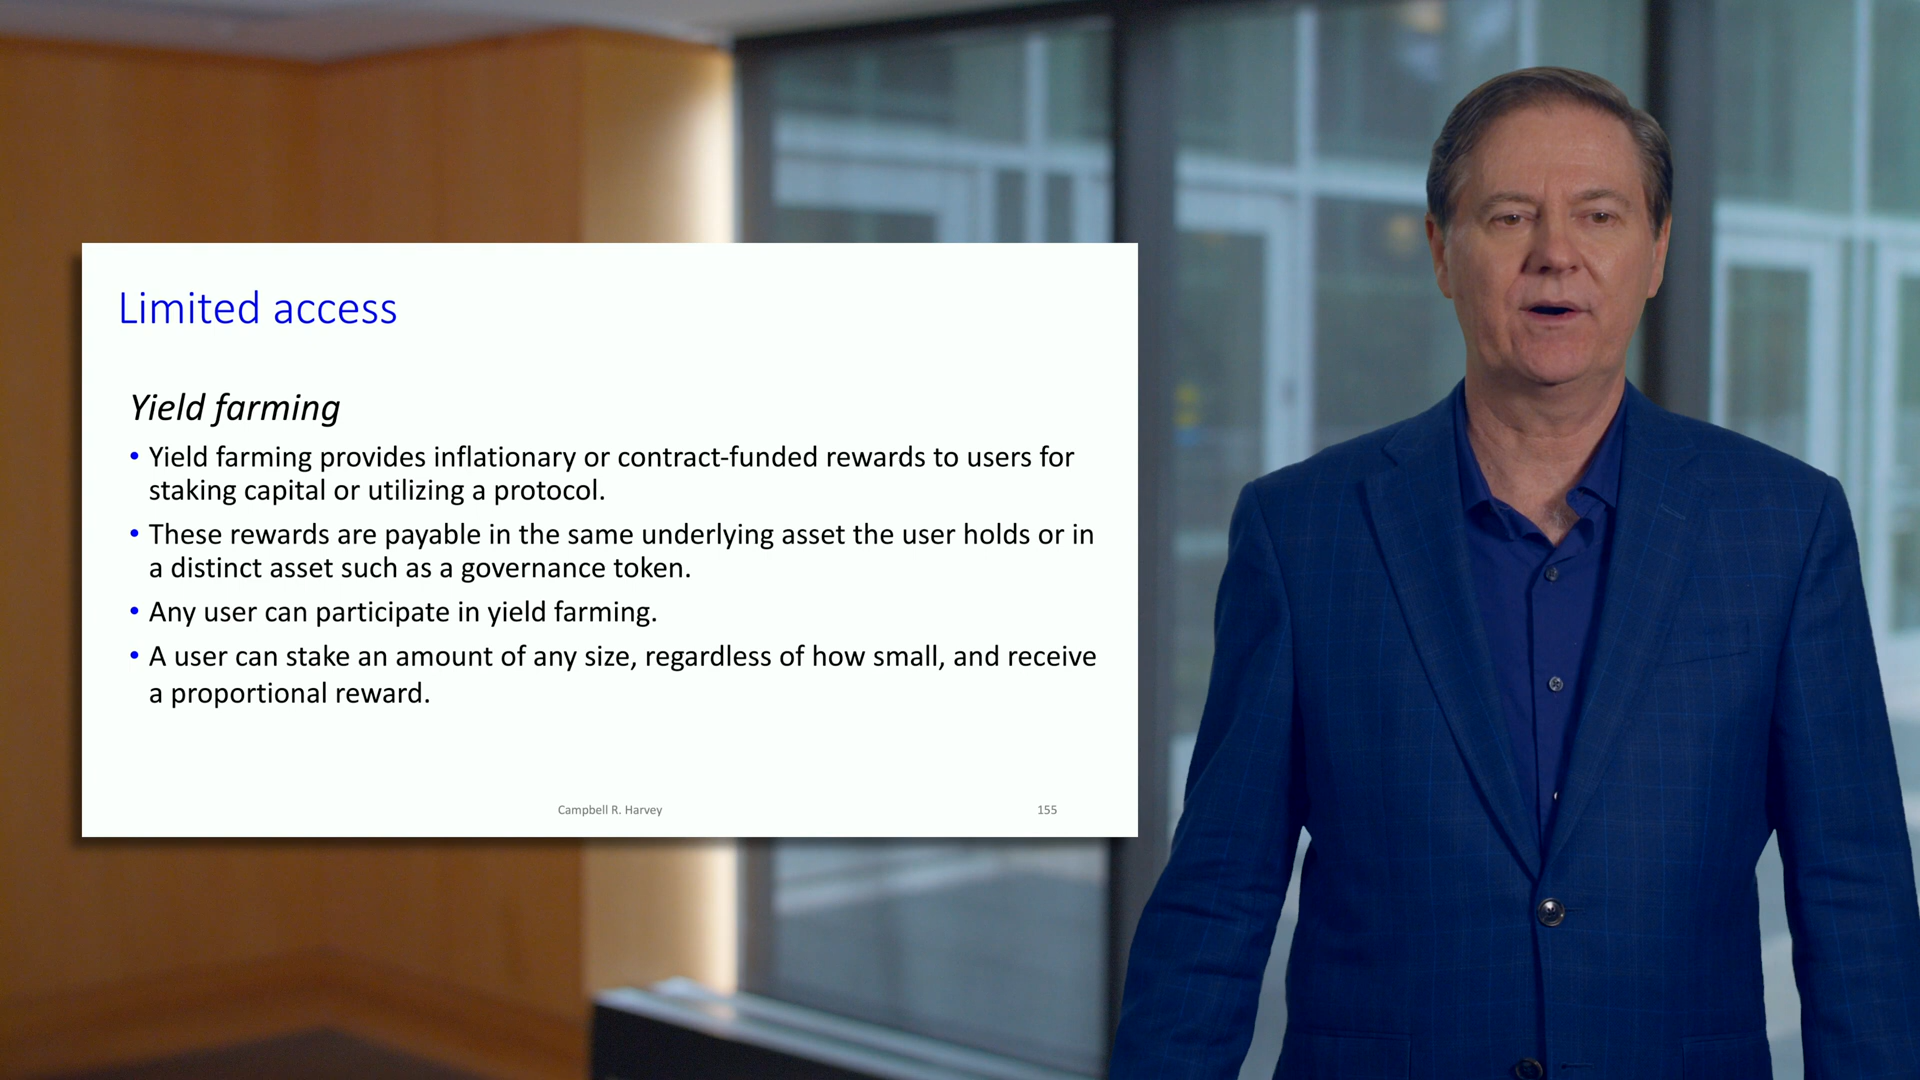 Limited access
Yield farming
• Yield farming provides inflationary or contract-funded rewards to users for
staking capital or utilizing a protocol.
• These rewards are payable in the same underlying asset the user holds or in
a distinct asset such as a governance token.
• Any user can participate in yield farming.
• A user can stake an amount of any size, regardless of how small, and receive
a proportional reward.
Campbell R. Harvey
155